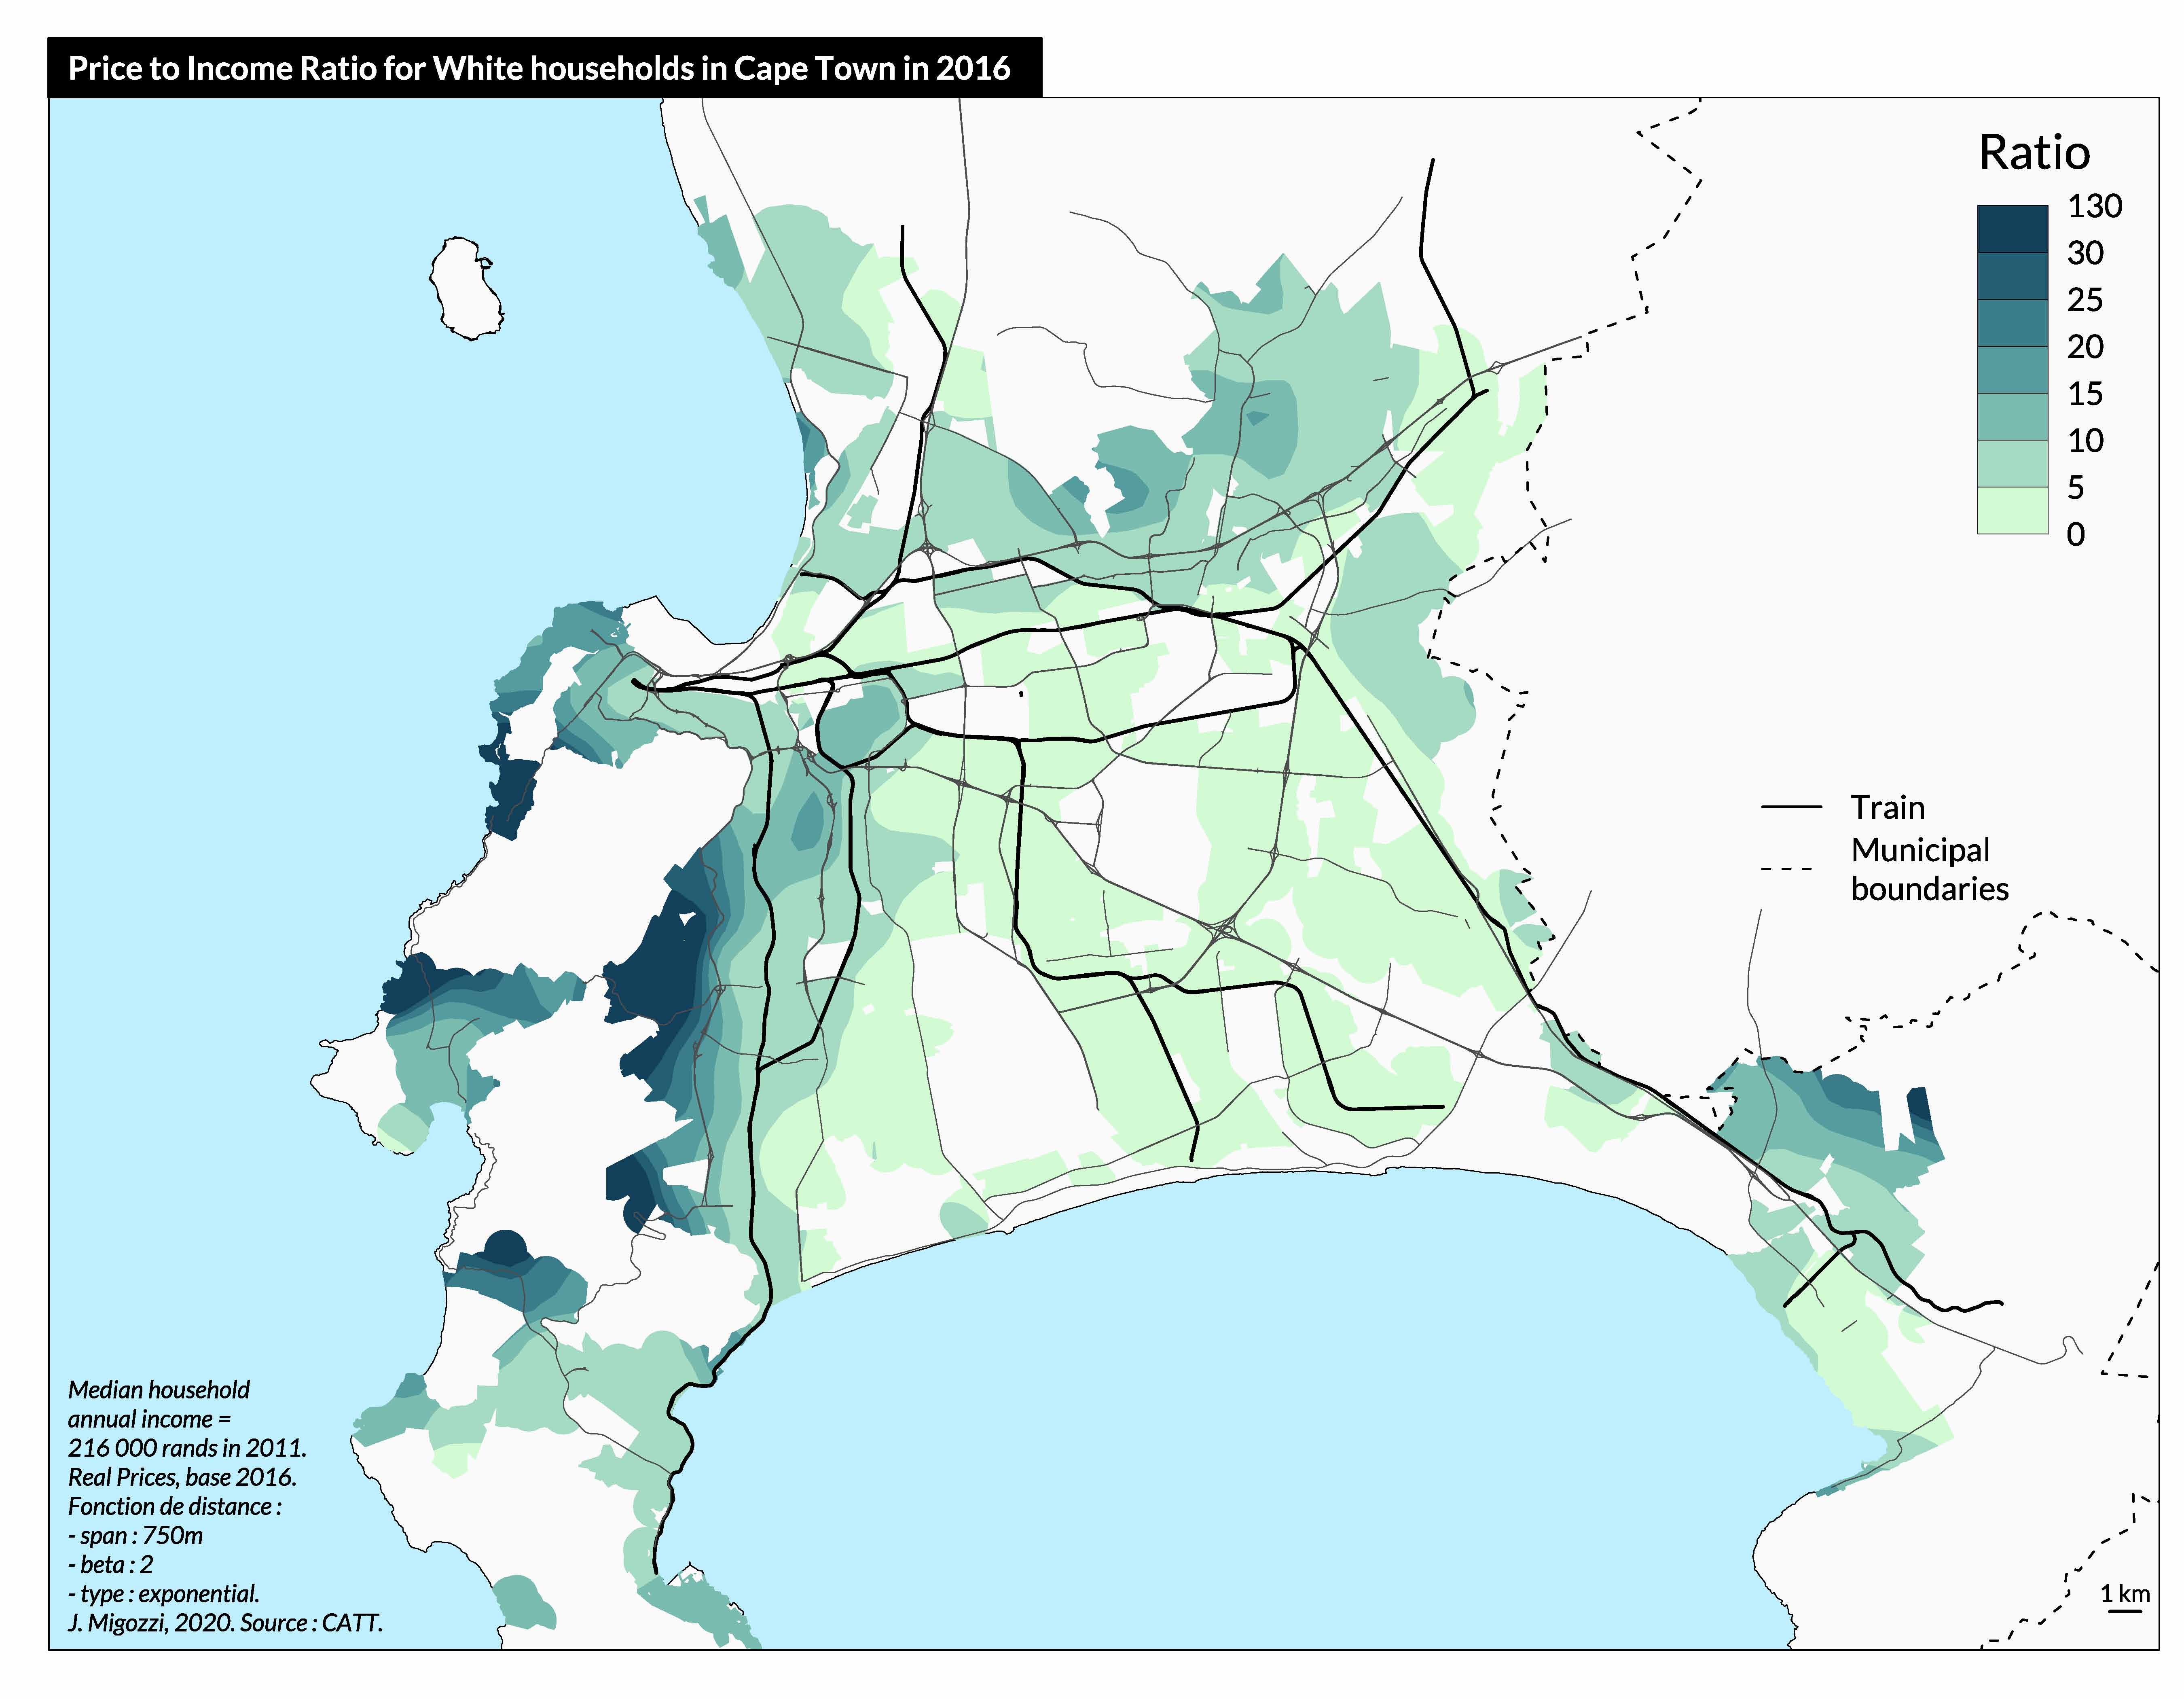 Price to Income Ratio for White households in Cape Town in 2016
Ratio
130
30
25
20
15
10
5
0
Train
Municipal
boundaries
Median household
annual income =
216 000 rands in 2011.
Real Prices, base 2016.
Fonction de distance :
- span : 750m
- beta : 2
- type : exponential.
J. Migozzi, 2020. Source : CATT.
1 km